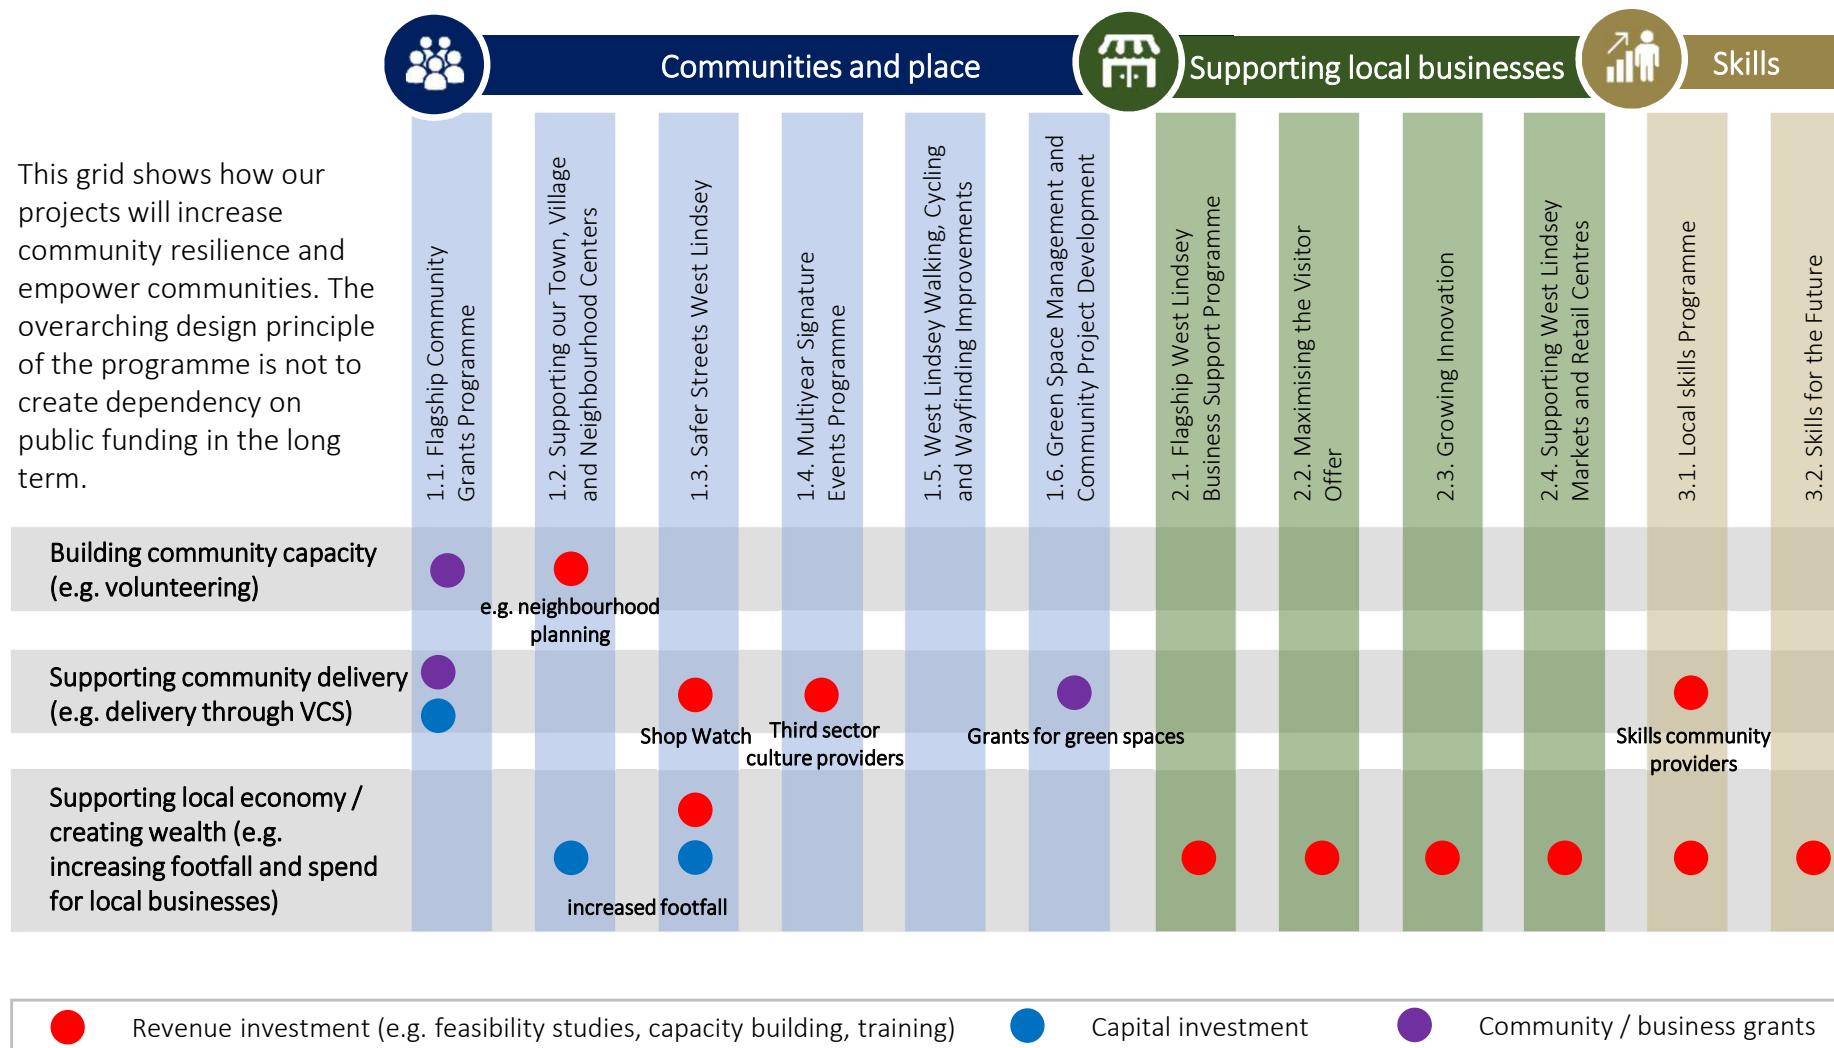 Communities and place
Supporting local businesses
Skills
This grid shows how our
projects will increase
community resilience and
empower communities. The
overarching design principle
of the programme is not to
create dependency on
public funding in the long
term.
1.1. Flagship Community
Grants Programme
1.2. Supporting our Town, Village
and Neighbourhood Centers
1.3. Safer Streets West Lindsey
1.4. Multiyear Signature
Events Programme
1.5. West Lindsey Walking, Cycling
and Wayfinding Improvements
1.6. Green Space Management and
Community Project Development
2.1. Flagship West Lindsey
Business Support Programme
2.2. Maximising the Visitor
Offer
2.3. Growing Innovation
2.4. Supporting West Lindsey
Markets and Retail Centres
3.1. Local skills Programme
3.2. Skills for the Future
Building community capacity
(e.g. volunteering)
e.g. neighbourhood
planning
Supporting community delivery
(e.g. delivery through VCS)
Shop Watch
Third sector
culture providers
Grants for green spaces
Skills community
providers
Supporting local economy /
creating wealth (e.g.
increasing footfall and spend
for local businesses)
increased footfall
Revenue investment (e.g. feasibility studies, capacity building, training)
Capital investment
Community / business grants